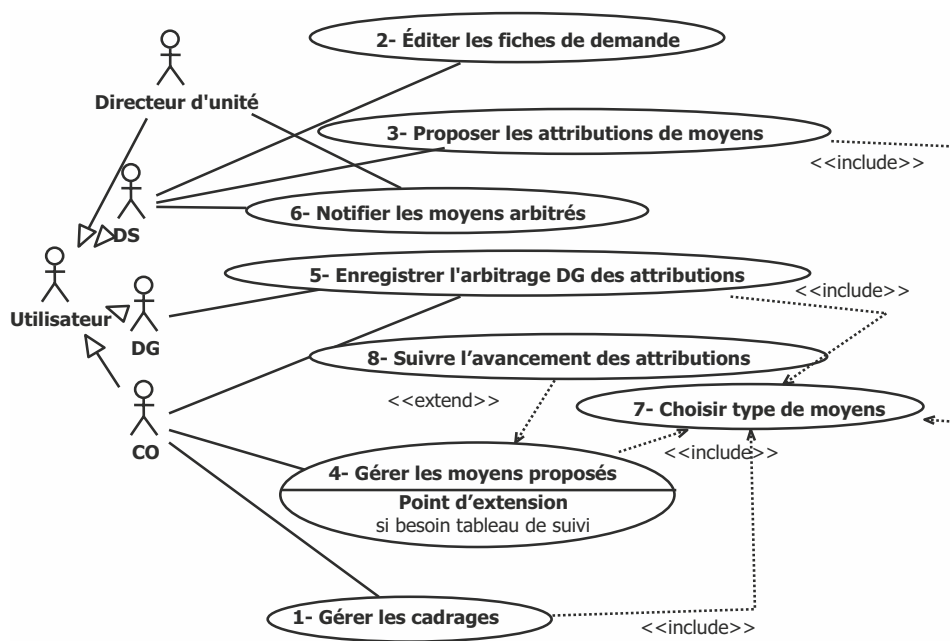 2- Éditer les fiches de demande
Directeur d'unité
3- Proposer les attributions de moyens
<<include>>
DS
6- Notifier les moyens arbitrés
5- Enregistrer l'arbitrage DG des attributions
<<include>>
Utilisateur
DG
8- Suivre l’avancement des attributions
<<extend>>
7- Choisir type de moyens
CO
<<include>>
4- Gérer les moyens proposés
Point d’extension
si besoin tableau de suivi
1- Gérer les cadrages
<<include>>